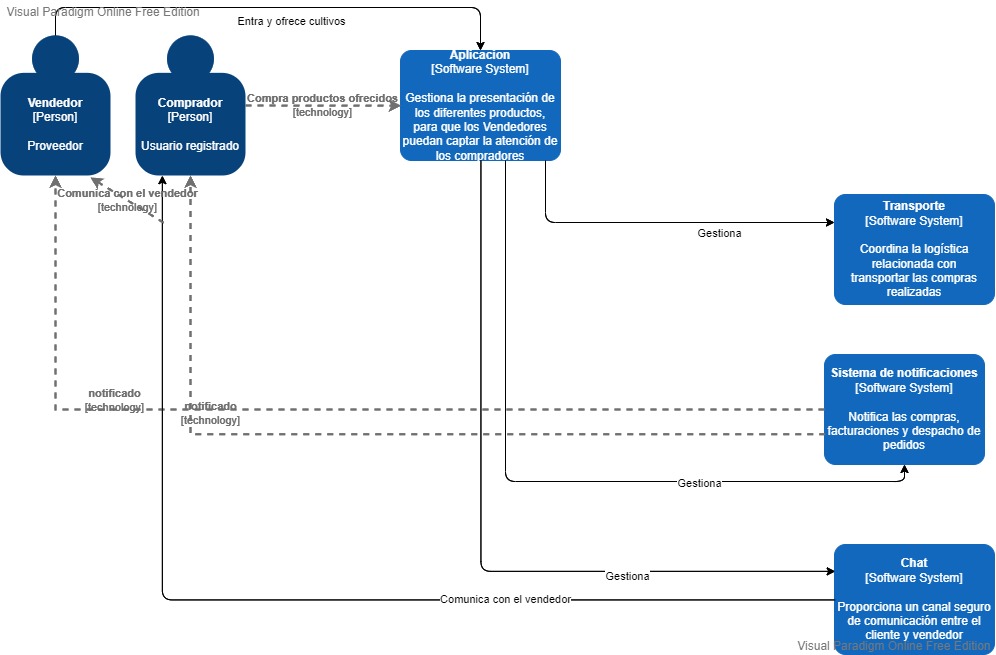 Visual Paradigm Online Free Edition
Entra y ofrece cultivos
Vendedor
[Person]
Proveedor
Comprador
[Person]
Usuario registrado
Compra productos ofrecidos
[technology]
Aplicacion
[Software System]
Gestiona la presentación de
los diferentes productos,
para que los Vendedores
puedan captar la atención de
los compradores
Comunica con el vendedor
[technology]
Gestiona
Transporte
[Software System]
Coordina la logística
relacionada con
transportar las compras
realizadas
notificado
[technology]
notificado
[technology]
Sistema de notificaciones
[Software System]
Notifica las compras,
facturaciones y despacho de
pedidos
Gestiona
Gestiona
Comunica con el vendedor
Chat
[Software System]
Proporciona un canal seguro
de comunicación entre el
cliente y vendedor
Visual Paradigm Online Free Edition